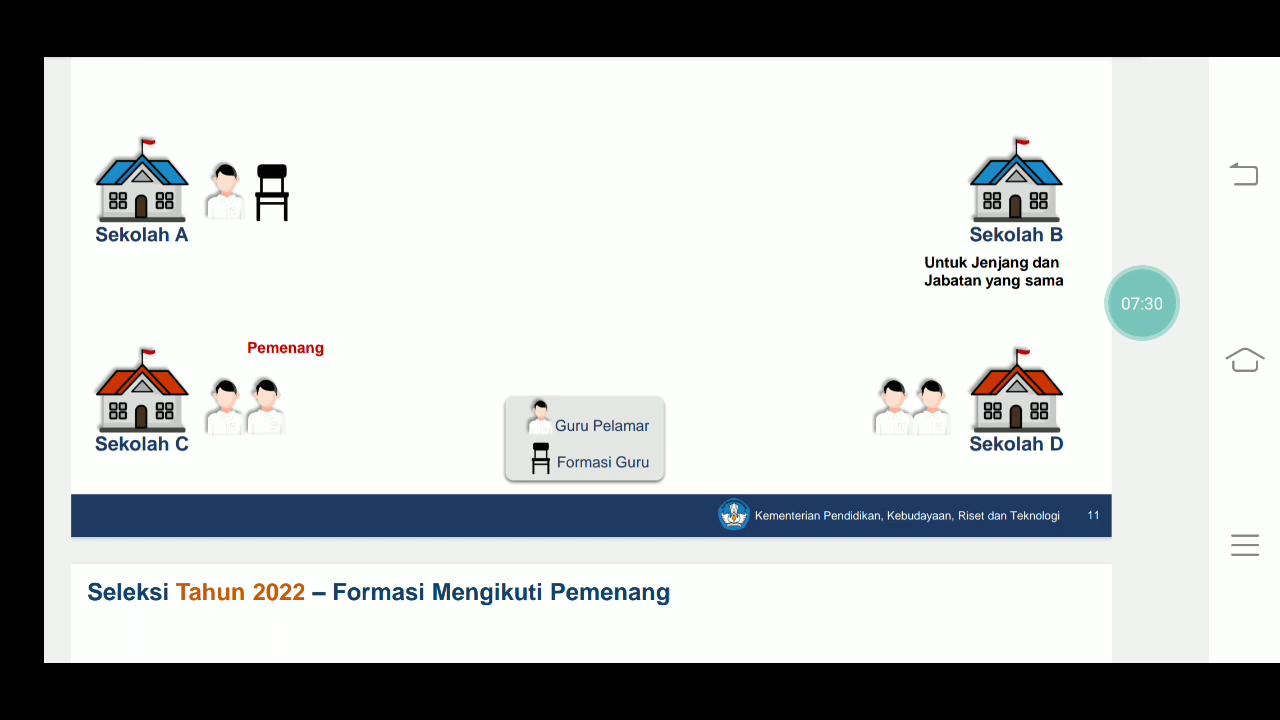 Sekolah A
Sekolah B
Untuk Jenjang dan
Jabatan yang sama
07:30
Pemenang
Sekolah C
Guru Pelamar
Formasi Guru
Sekolah D
Kementerian Pendidikan, Kebudayaan, Riset dan Teknologi 11
Seleksi Tahun 2022 – Formasi Mengikuti Pemenang